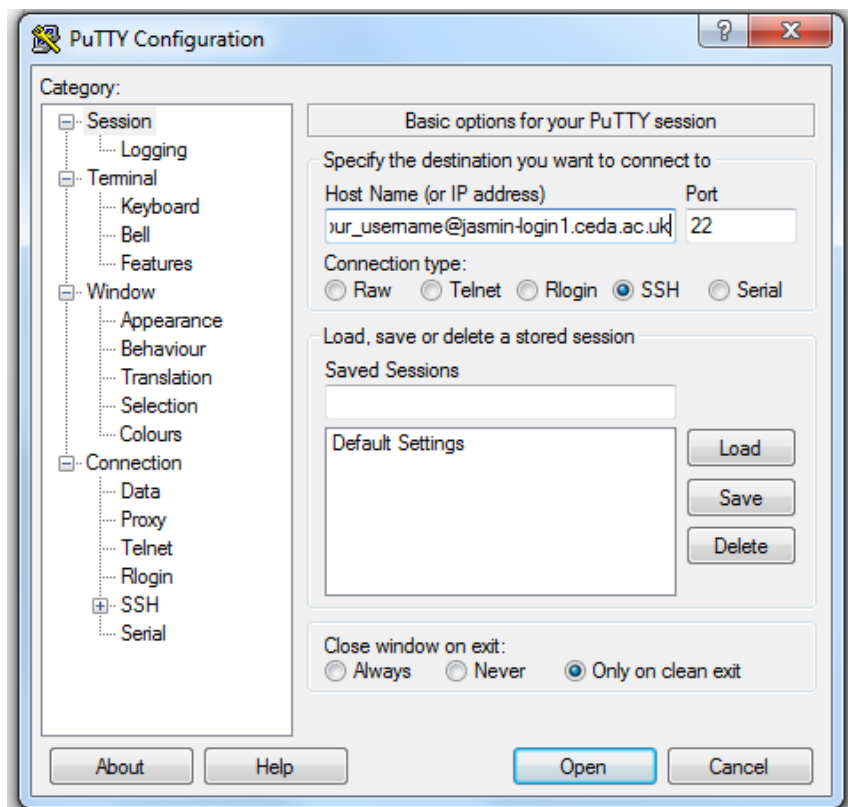 PuTTY Configuration
Category:
Session
Logging
Terminal
Keyboard
Bell
Features
Window
Appearance
Behaviour
Translation
Selection
Colours
Connection
Data
Proxy
Telnet
Rlogin
SSH
Serial
Basic options for your PuTTY session
Specify the destination you want to connect to
Host Name (or IP address) Port
our_username@jasmin-login1.ceda.ac.uk 22
Connection type:
Raw Telnet Rlogin SSH Serial
Load, save or delete a stored session
Saved Sessions
Default Settings
Load
Save
Delete
Close window on exit:
Always Never Only on clean exit
About Help Open Cancel